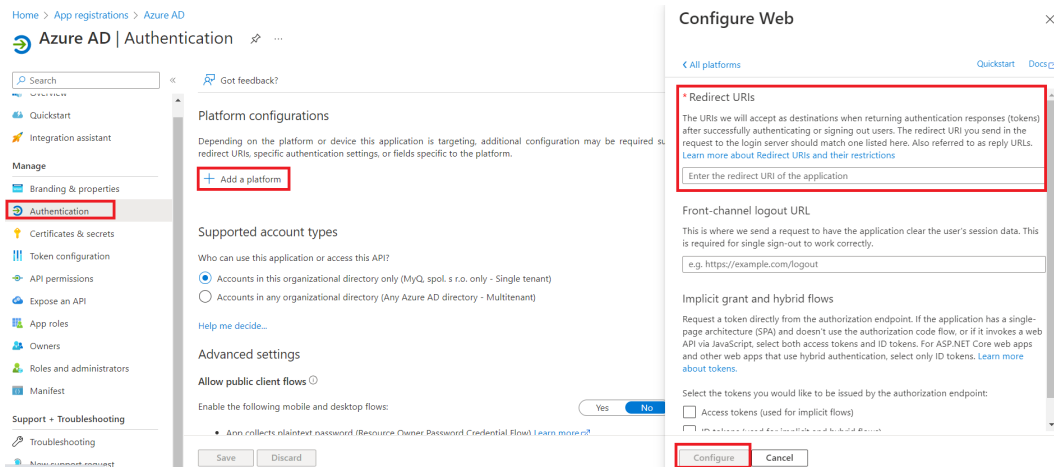 Home > App registrations > Azure AD
Azure AD | Authentication
Search
«
Overview
Quickstart
Integration assistant
Manage
Branding & properties
Authentication
Certificates & secrets
Token configuration
API permissions
Expose an API
App roles
Owners
Roles and administrators
Manifest
Support + Troubleshooting
Troubleshooting
New support request
Got feedback?
Platform configurations
Depending on the platform or device this application is targeting, additional configuration may be required su
redirect URIs, specific authentication settings, or fields specific to the platform.
+ Add a platform
Supported account types
Who can use this application or access this API?
Accounts in this organizational directory only (MyQ, spol. s r.o. only - Single tenant)
Accounts in any organizational directory (Any Azure AD directory - Multitenant)
Help me decide...
Advanced settings
Allow public client flows
Enable the following mobile and desktop flows:
Yes No
• App collects plaintext password (Resource Owner Password Credential Flow) Learn more
Save Discard
Configure Web
All platforms
Quickstart Docs
* Redirect URIs
The URIs we will accept as destinations when returning authentication responses (tokens)
after successfully authenticating or signing out users. The redirect URI you send in the
request to the login server should match one listed here. Also referred to as reply URLs.
Learn more about Redirect URIs and their restrictions
Enter the redirect URI of the application
Front-channel logout URL
This is where we send a request to have the application clear the user's session data. This
is required for single sign-out to work correctly.
e.g. https://example.com/logout
Implicit grant and hybrid flows
Request a token directly from the authorization endpoint. If the application has a single-
page architecture (SPA) and doesn't use the authorization code flow, or if it invokes a web
API via JavaScript, select both access tokens and ID tokens. For ASP.NET Core web apps
and other web apps that use hybrid authentication, select only ID tokens. Learn more
about tokens.
Select the tokens you would like to be issued by the authorization endpoint:
Access tokens (used for implicit flows)
ID tokens (used for implicit and hybrid flows)
Configure Cancel